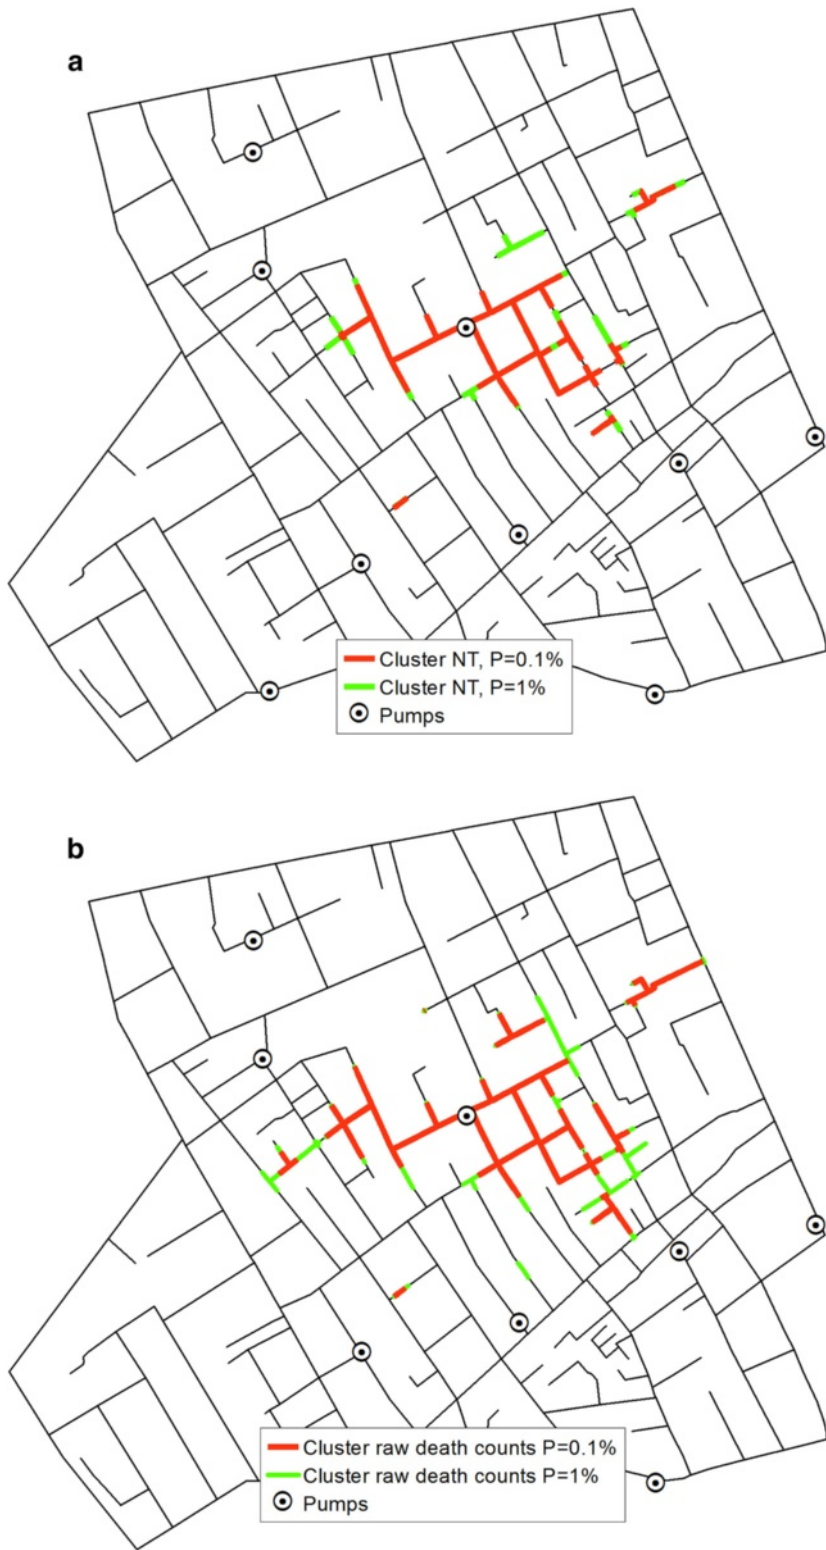 a
Cluster NT, P=0.1%
Cluster NT, P=1%
Pumps
b
Cluster raw death counts P=0.1%
Cluster raw death counts P=1%
Pumps